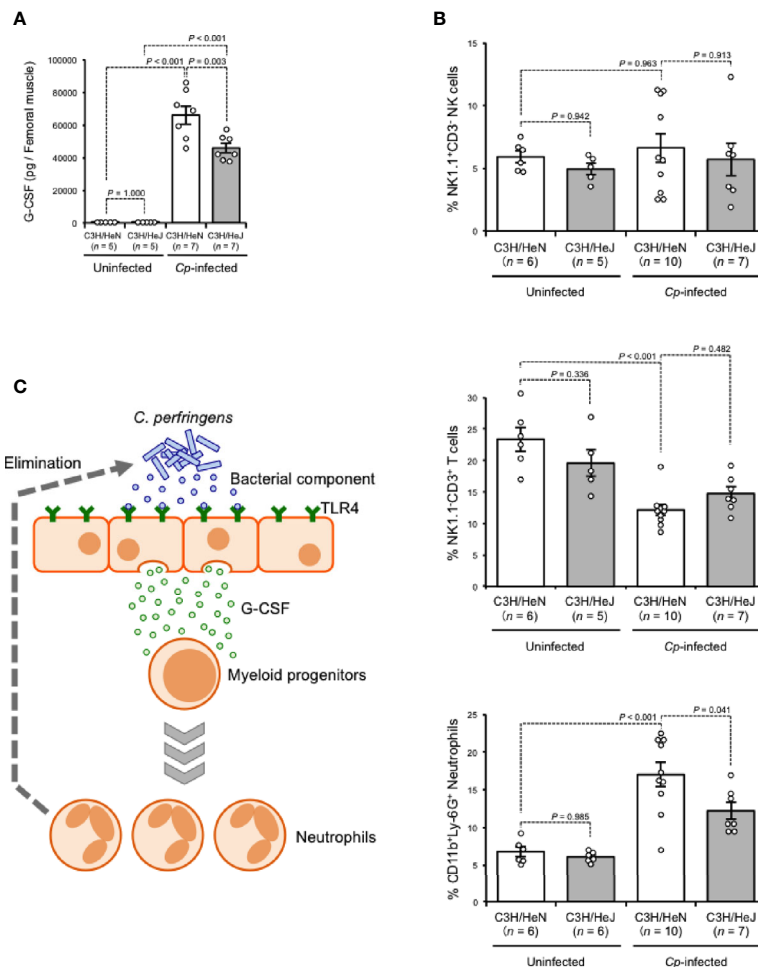 A
P < 0.001
P < 0.001 P = 0.003
G-CSF (pg / Femoral muscle)
100000
80000
60000
40000
20000
0
P = 1.000
C3H/HeN C3H/HeJ C3H/HeN C3H/HeJ
(n = 5) (n = 5) (n = 7) (n = 7)
Uninfected Cp-infected
B
P = 0.913
P = 0.963
P = 0.942
% NK1.1⁺CD3⁻ NK cells
15
10
5
0
C3H/HeN C3H/HeJ C3H/HeN C3H/HeJ
(n = 6) (n = 5) (n = 10) (n = 7)
Uninfected Cp-infected
P = 0.482
P < 0.001
P = 0.336
% NK1.1⁻CD3⁺ T cells
30
25
20
15
10
5
0
C3H/HeN C3H/HeJ C3H/HeN C3H/HeJ
(n = 6) (n = 5) (n = 10) (n = 7)
Uninfected Cp-infected
P = 0.041
P < 0.001
P = 0.985
% CD11b⁺Ly-6G⁺ Neutrophils
25
20
15
10
5
0
C3H/HeN C3H/HeJ C3H/HeN C3H/HeJ
(n = 6) (n = 6) (n = 10) (n = 7)
Uninfected Cp-infected
C
C. perfringens
Elimination
Bacterial component
TLR4
G-CSF
Myeloid progenitors
Neutrophils